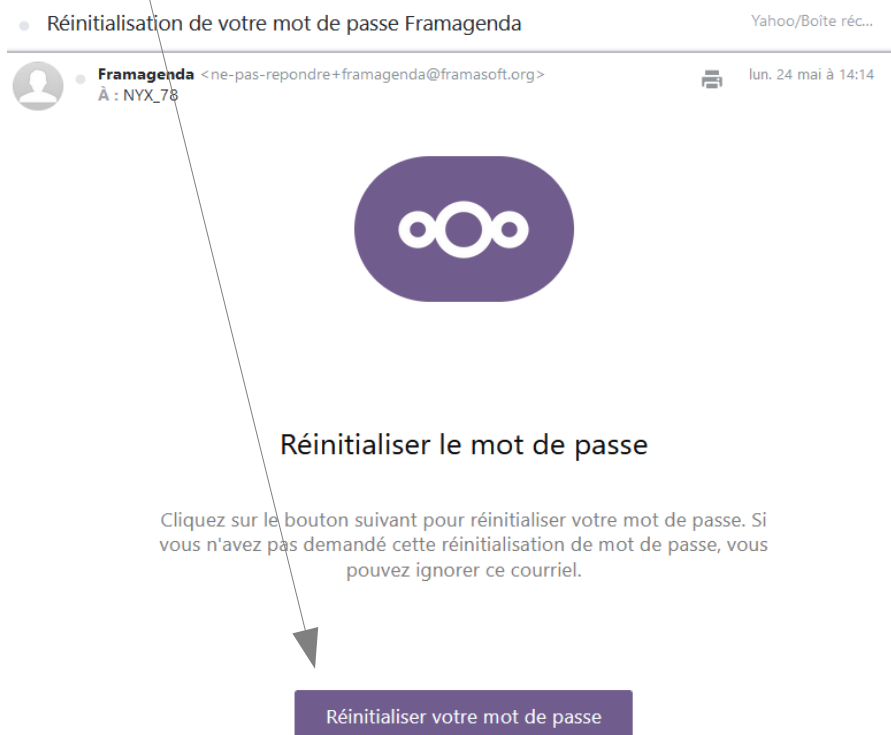 Réinitialisation de votre mot de passe Framagenda
Yahoo/Boîte réc...
Framagenda <ne-pas-repondre+framagenda@framasoft.org>
lun. 24 mai à 14:14
À : NYX_78
Réinitialiser le mot de passe
Cliquez sur le bouton suivant pour réinitialiser votre mot de passe. Si
vous n'avez pas demandé cette réinitialisation de mot de passe, vous
pouvez ignorer ce courriel.
Réinitialiser votre mot de passe